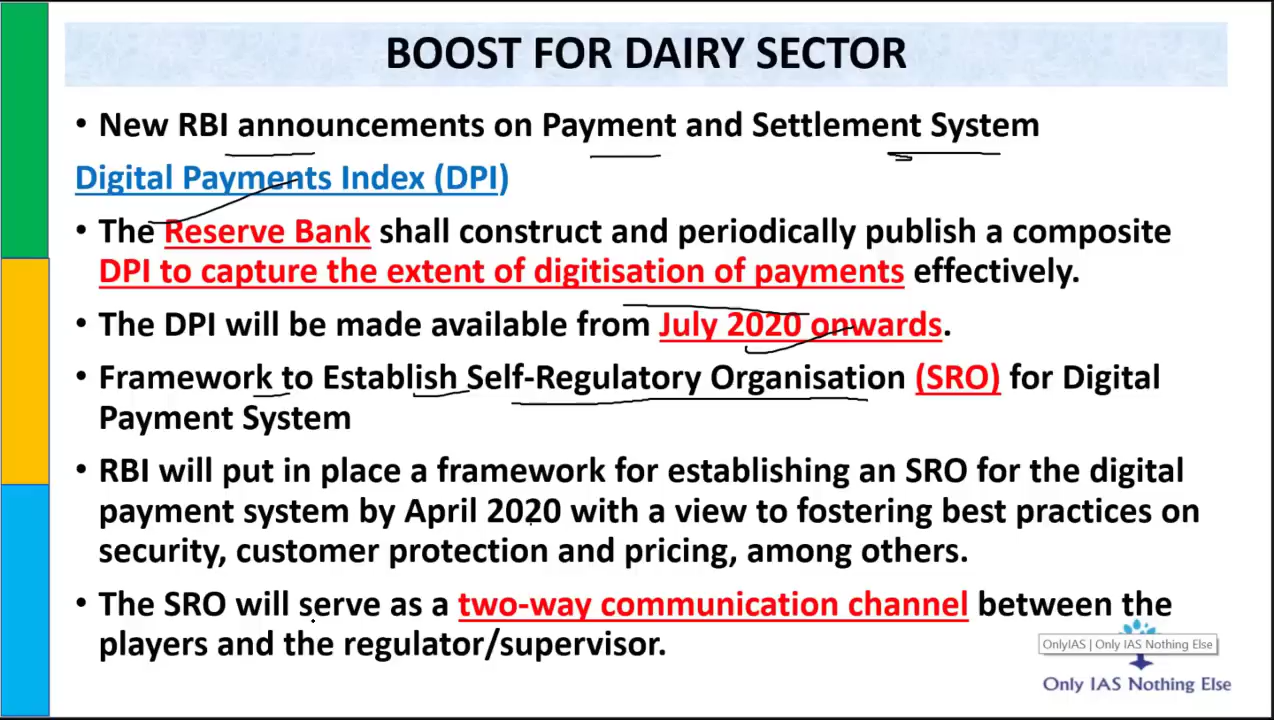 BOOST FOR DAIRY SECTOR
• New RBI announcements on Payment and Settlement System
Digital Payments Index (DPI)
• The Reserve Bank shall construct and periodically publish a composite
DPI to capture the extent of digitisation of payments effectively.
• The DPI will be made available from July 2020 onwards.
• Framework to Establish Self-Regulatory Organisation (SRO) for Digital
Payment System
• RBI will put in place a framework for establishing an SRO for the digital
payment system by April 2020 with a view to fostering best practices on
security, customer protection and pricing, among others.
• The SRO will serve as a two-way communication channel between the
players and the regulator/supervisor.
OnlyIAS | Only IAS Nothing Else
Only IAS Nothing Else